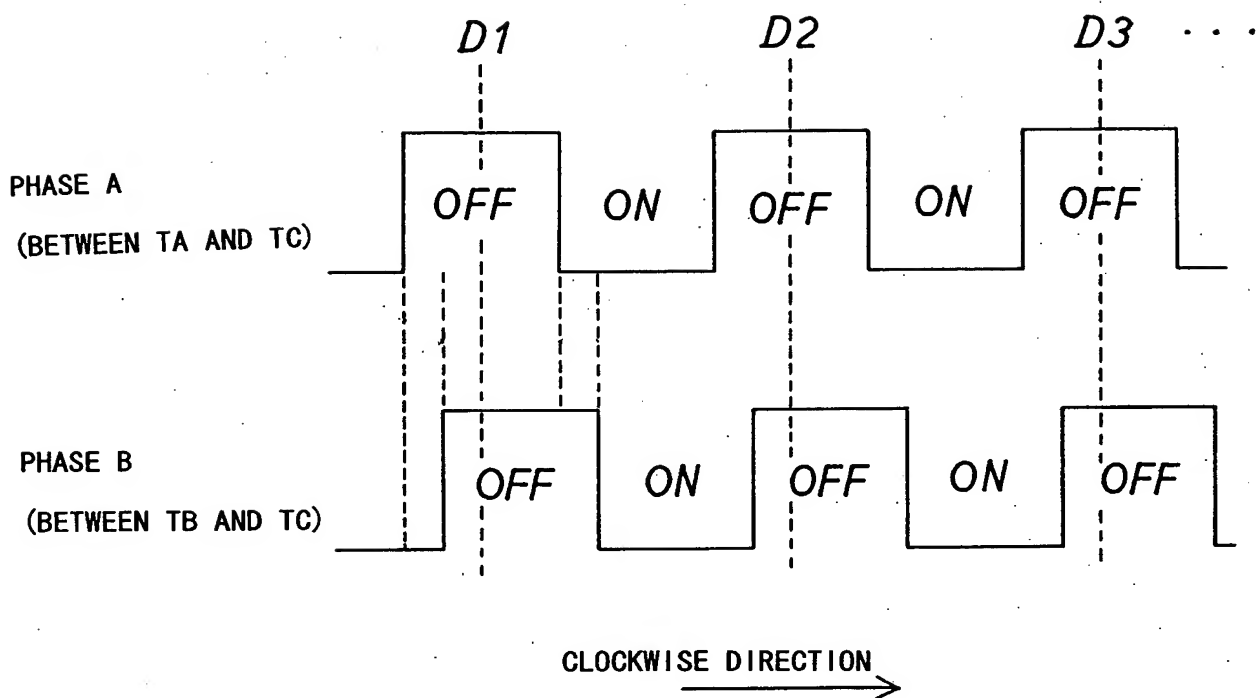 D1 D2 D3 ...
PHASE A
(BETWEEN TA AND TC)
OFF ON OFF ON OFF
PHASE B
(BETWEEN TB AND TC)
OFF ON OFF ON OFF
CLOCKWISE DIRECTION